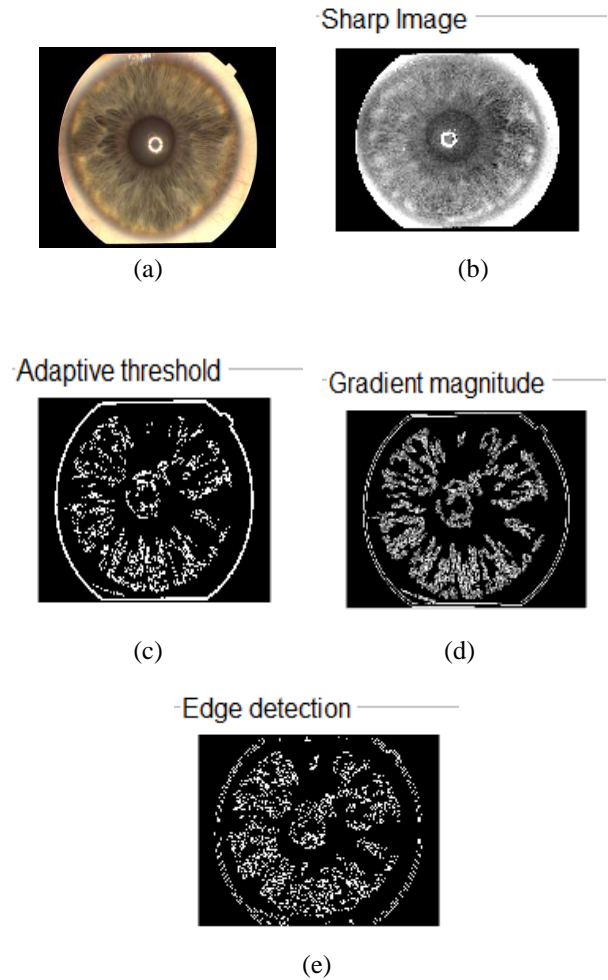 Sharp Image
(a)
(b)
Adaptive threshold
Gradient magnitude
(c)
(d)
Edge detection
(e)